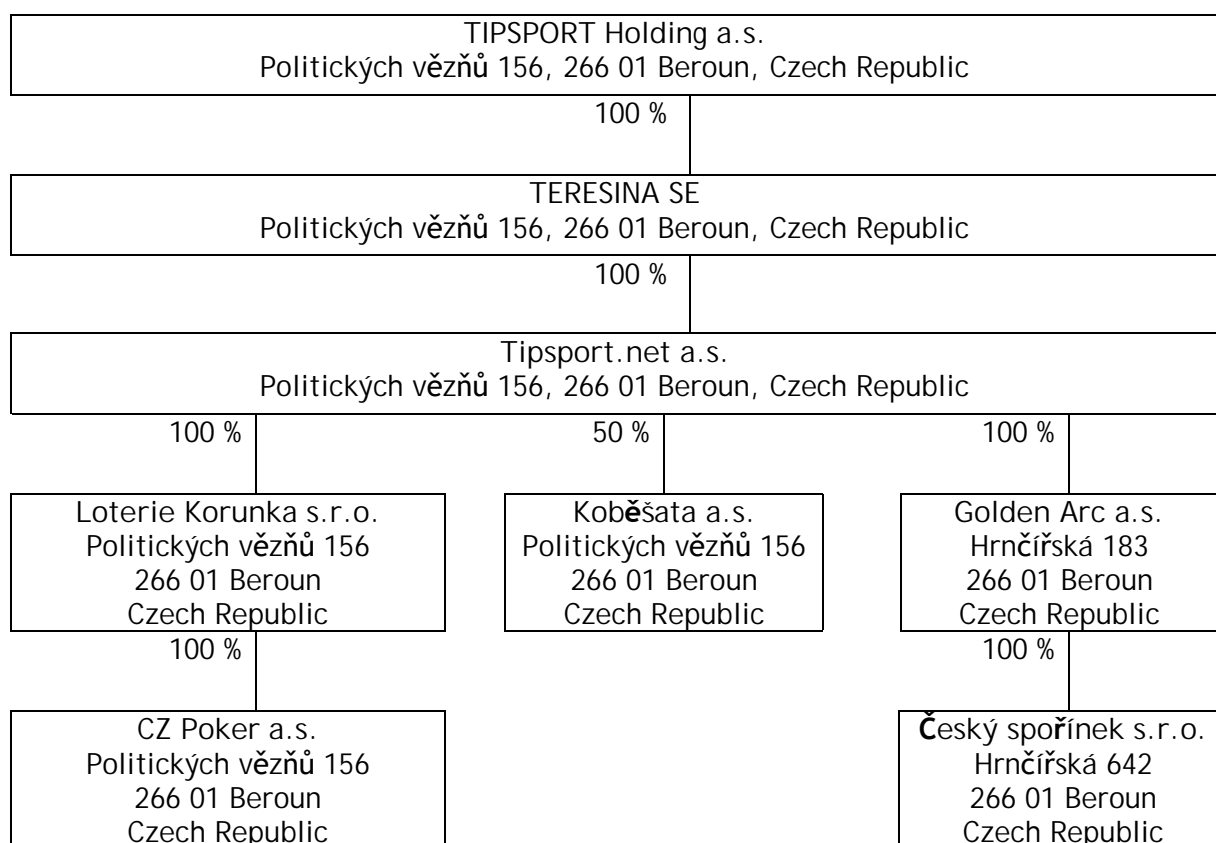 TIPSPORT Holding a.s.
Politických vězňů 156, 266 01 Beroun, Czech Republic
100 %
TERESINA SE
Politických vězňů 156, 266 01 Beroun, Czech Republic
100 %
Tipsport.net a.s.
Politických vězňů 156, 266 01 Beroun, Czech Republic
100 %
50 %
100 %
Loterie Korunka s.r.o.
Politických vězňů 156
266 01 Beroun
Czech Republic
Koběšata a.s.
Politických vězňů 156
266 01 Beroun
Czech Republic
Golden Arc a.s.
Hrnčířská 183
266 01 Beroun
Czech Republic
100 %
100 %
CZ Poker a.s.
Politických vězňů 156
266 01 Beroun
Czech Republic
Český spořínek s.r.o.
Hrnčířská 642
266 01 Beroun
Czech Republic